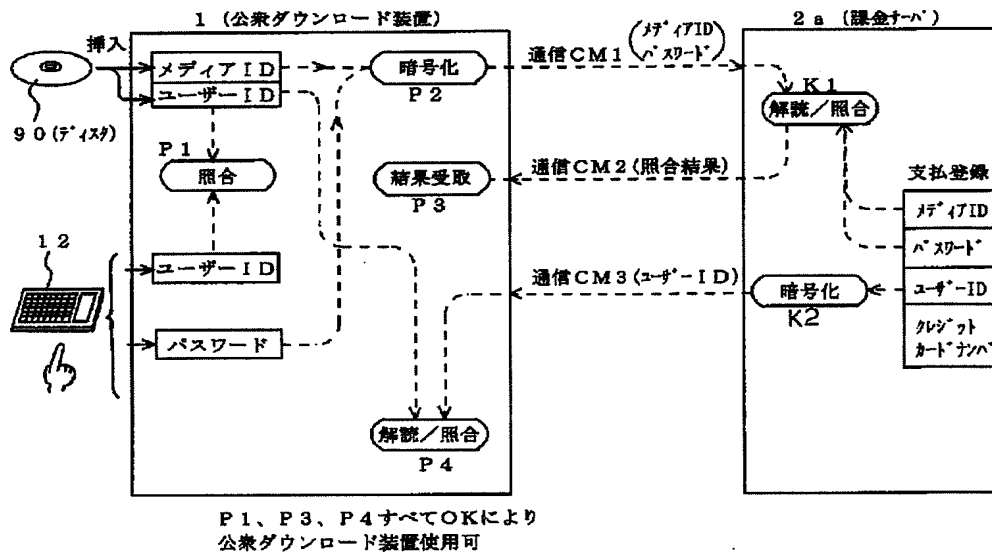 1 (公衆ダウンロード装置)
2a (課金サーバ)
挿入
メディアID
ユーザーID
90(ディスク)
暗号化
P2
通信CM1(メディアID
パスワード)
K1
解読/照合
P1
照合
結果受取
P3
通信CM2(照合結果)
支払登録
メディアID
パスワード
ユーザーID
クレジット
カードナンバ
12
ユーザーID
パスワード
通信CM3(ユーザーID)
暗号化
K2
解読/照合
P4
P1、P3、P4すべてOKにより
公衆ダウンロード装置使用可